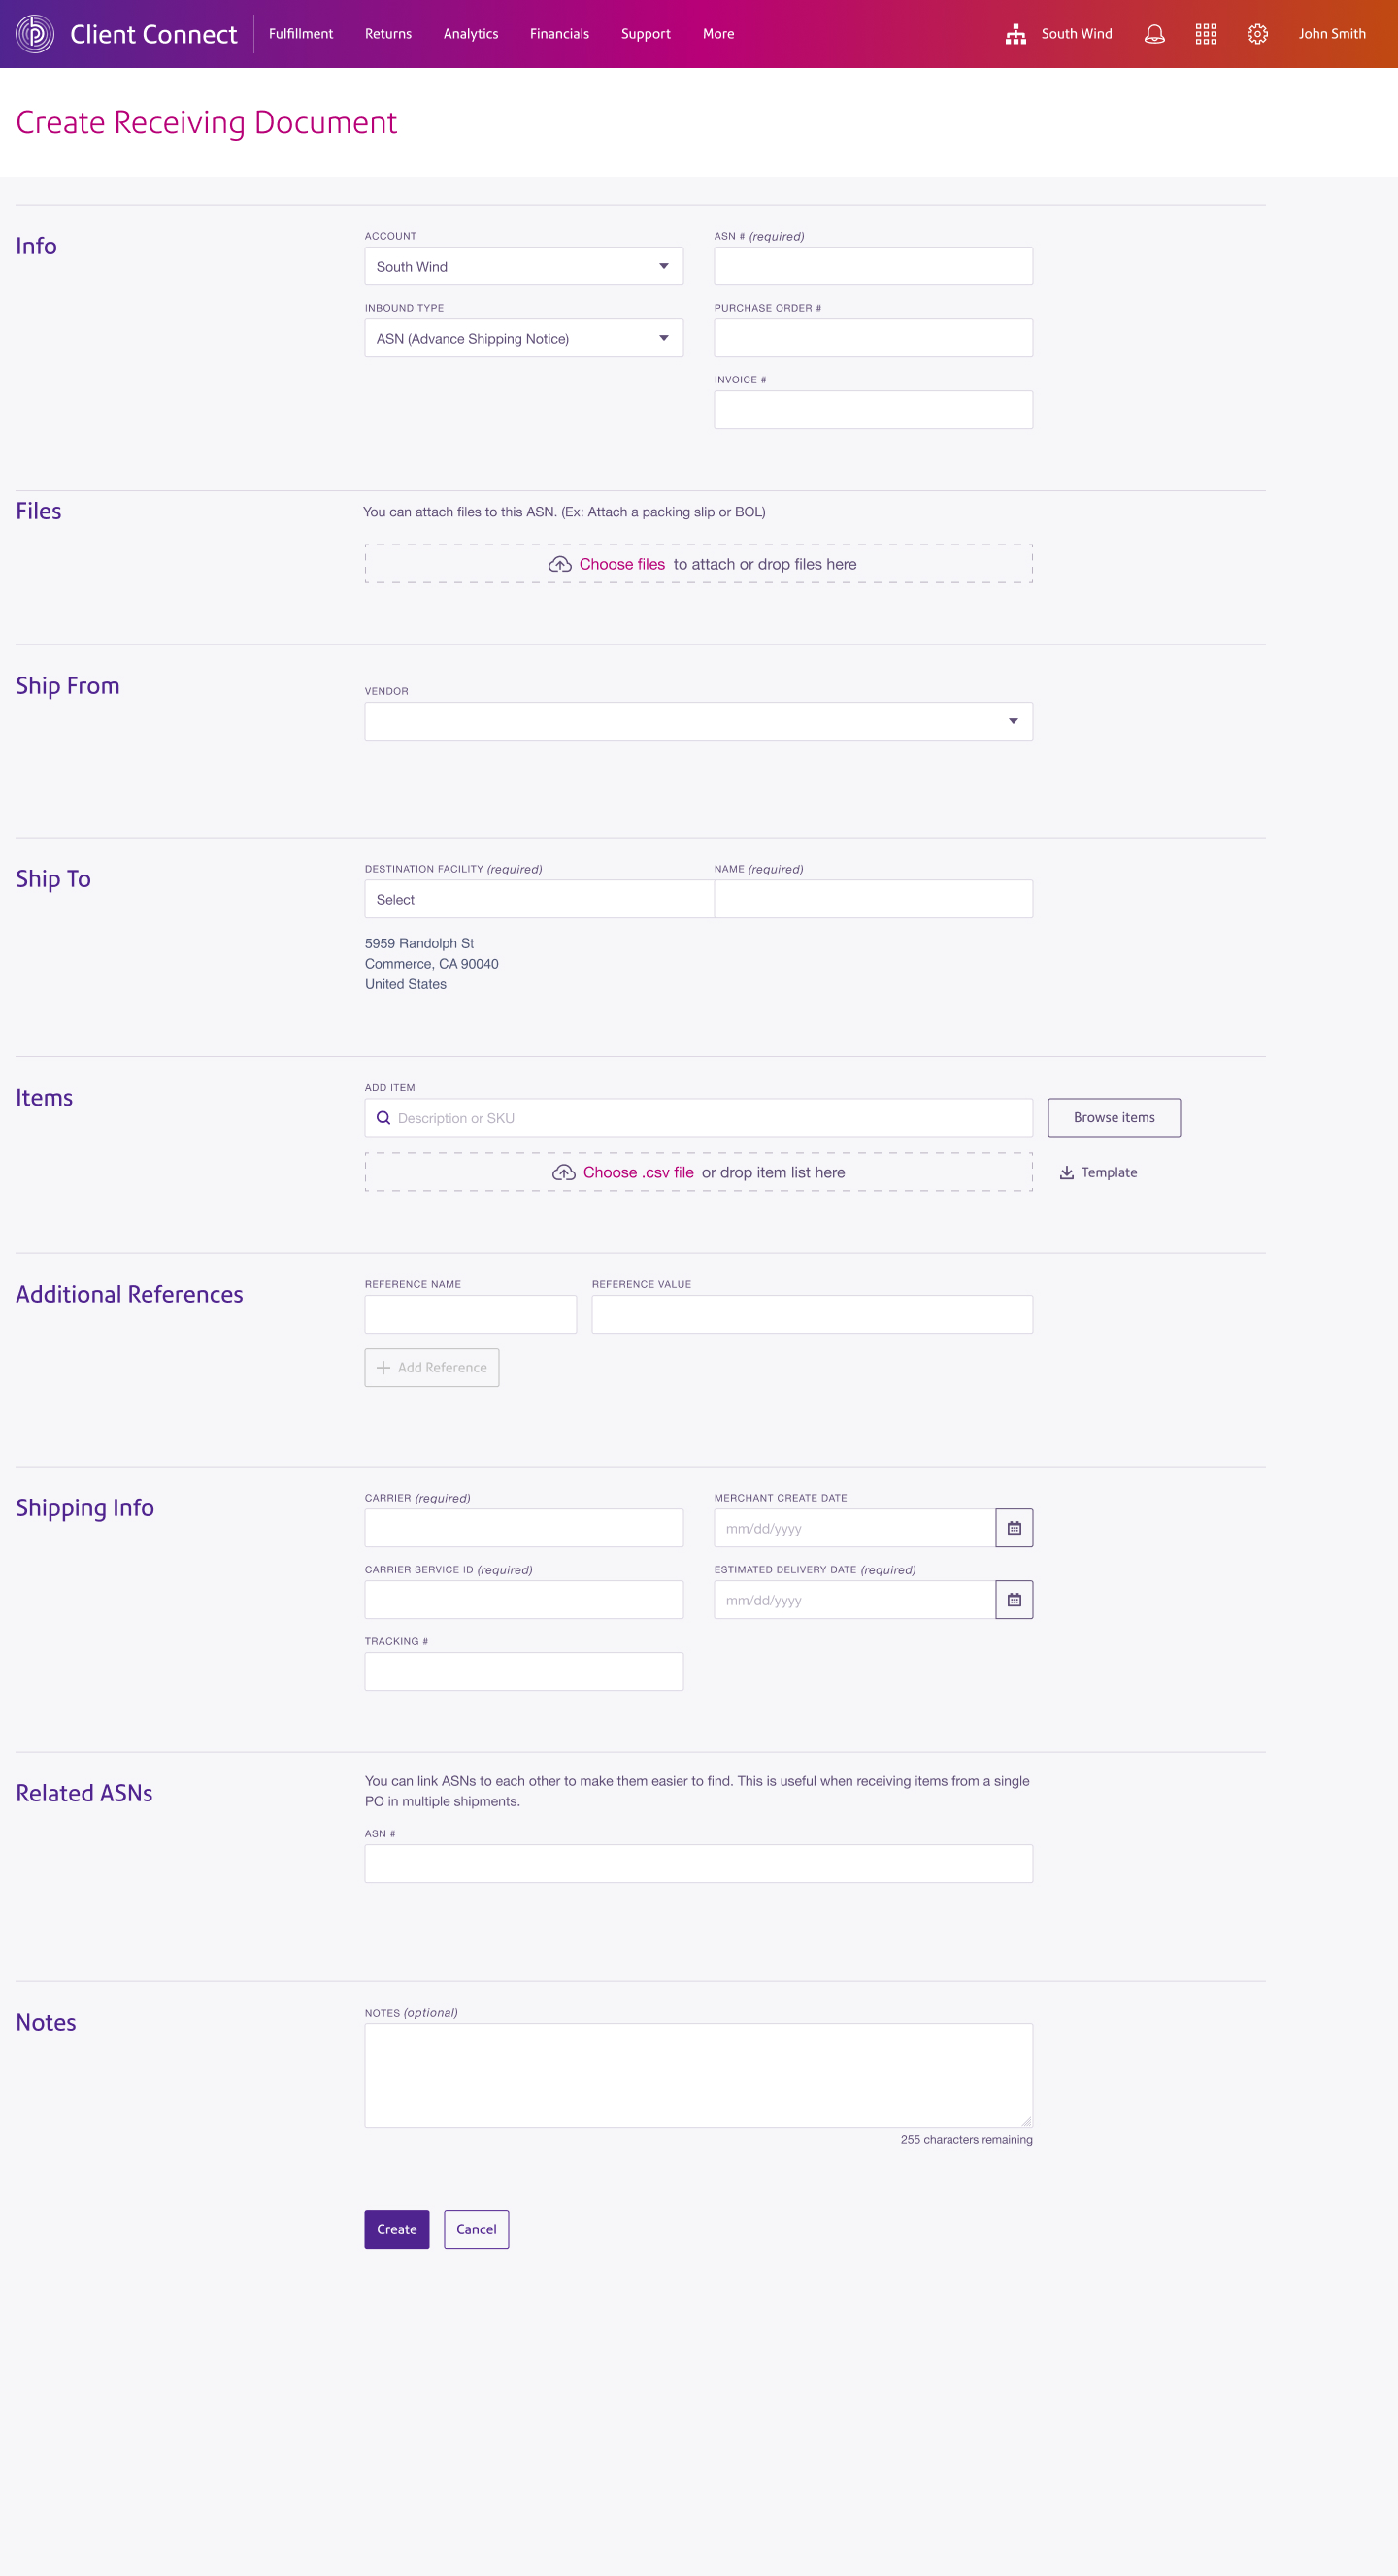 Client Connect
Fulfillment
Returns
Analytics
Financials
Support
More
South Wind
John Smith
Create Receiving Document
Info
ACCOUNT
South Wind
ASN # (required)
INBOUND TYPE
ASN (Advance Shipping Notice)
PURCHASE ORDER #
INVOICE #
Files
You can attach files to this ASN. (Ex: Attach a packing slip or BOL)
Choose files to attach or drop files here
Ship From
VENDOR
Ship To
DESTINATION FACILITY (required)
Select
NAME (required)
5959 Randolph St
Commerce, CA 90040
United States
Items
ADD ITEM
Description or SKU
Browse items
Choose .csv file or drop item list here
Template
Additional References
REFERENCE NAME
REFERENCE VALUE
Add Reference
Shipping Info
CARRIER (required)
MERCHANT CREATE DATE
mm/dd/yyyy
CARRIER SERVICE ID (required)
ESTIMATED DELIVERY DATE (required)
mm/dd/yyyy
TRACKING #
Related ASNs
You can link ASNs to each other to make them easier to find. This is useful when receiving items from a single
PO in multiple shipments.
ASN #
Notes
NOTES (optional)
255 characters remaining
Create
Cancel